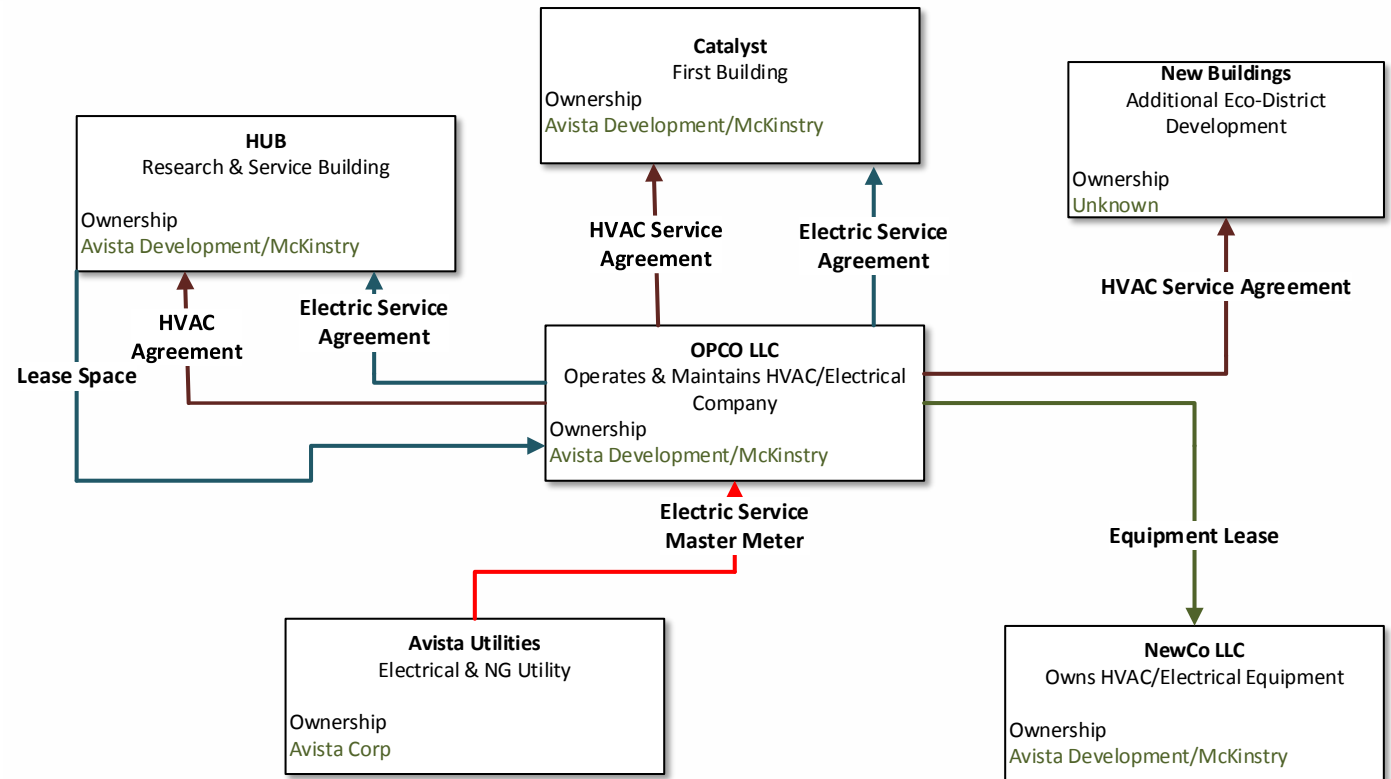 Catalyst
First Building
Ownership
Avista Development/McKinstry
New Buildings
Additional Eco-District
Development
Ownership
Unknown
HUB
Research & Service Building
Ownership
Avista Development/McKinstry
HVAC Service
Agreement
Electric Service
Agreement
HVAC Service Agreement
HVAC
Agreement
Electric Service
Agreement
Lease Space
OPCO LLC
Operates & Maintains HVAC/Electrical
Company
Ownership
Avista Development/McKinstry
Electric Service
Master Meter
Equipment Lease
Avista Utilities
Electrical & NG Utility
Ownership
Avista Corp
NewCo LLC
Owns HVAC/Electrical Equipment
Ownership
Avista Development/McKinstry